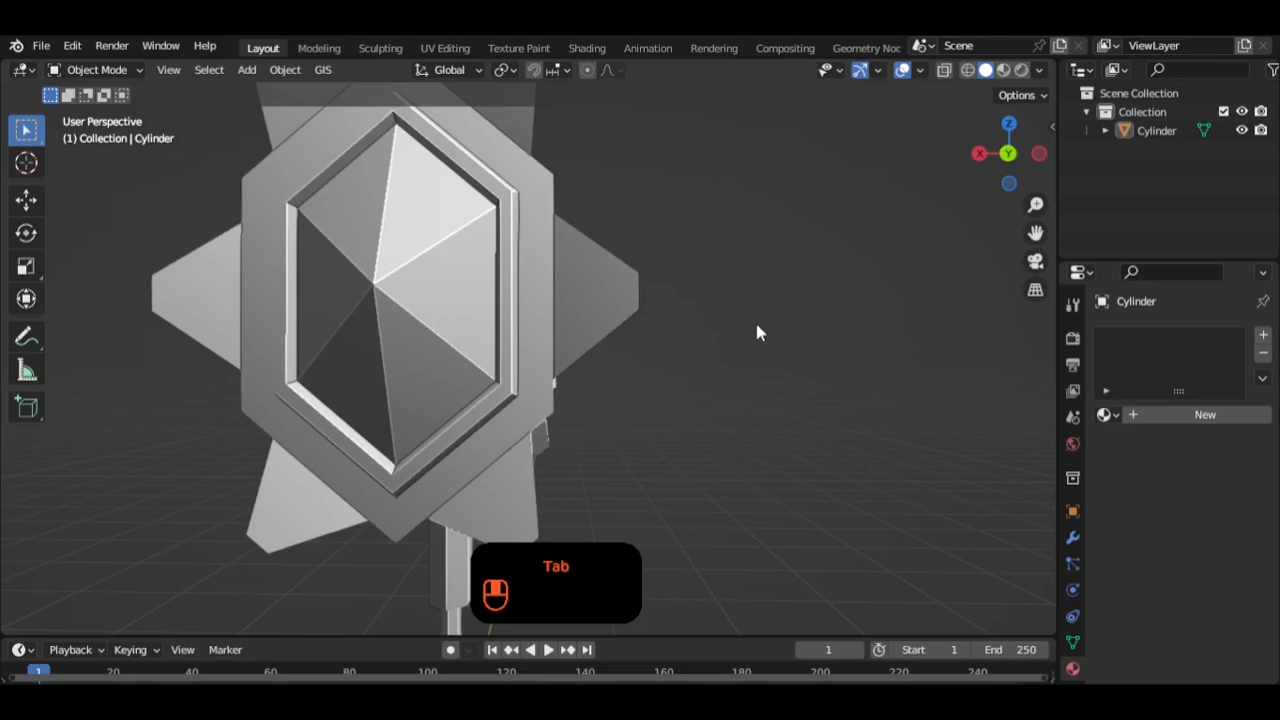 File Edit Render Window Help Layout Modeling Sculpting UV Editing Texture Paint Shading Animation Rendering Compositing Geometry Noc Scene ViewLayer
Object Mode View Select Add Object GIS Global
Options
User Perspective
(1) Collection | Cylinder
Z
X
Y
Scene Collection
Collection
Cylinder
Cylinder
New
Tab
Playback Keying View Marker 1 Start 1 End 250
1 20 40 60 80 100 120 140 160 180 200 220 240